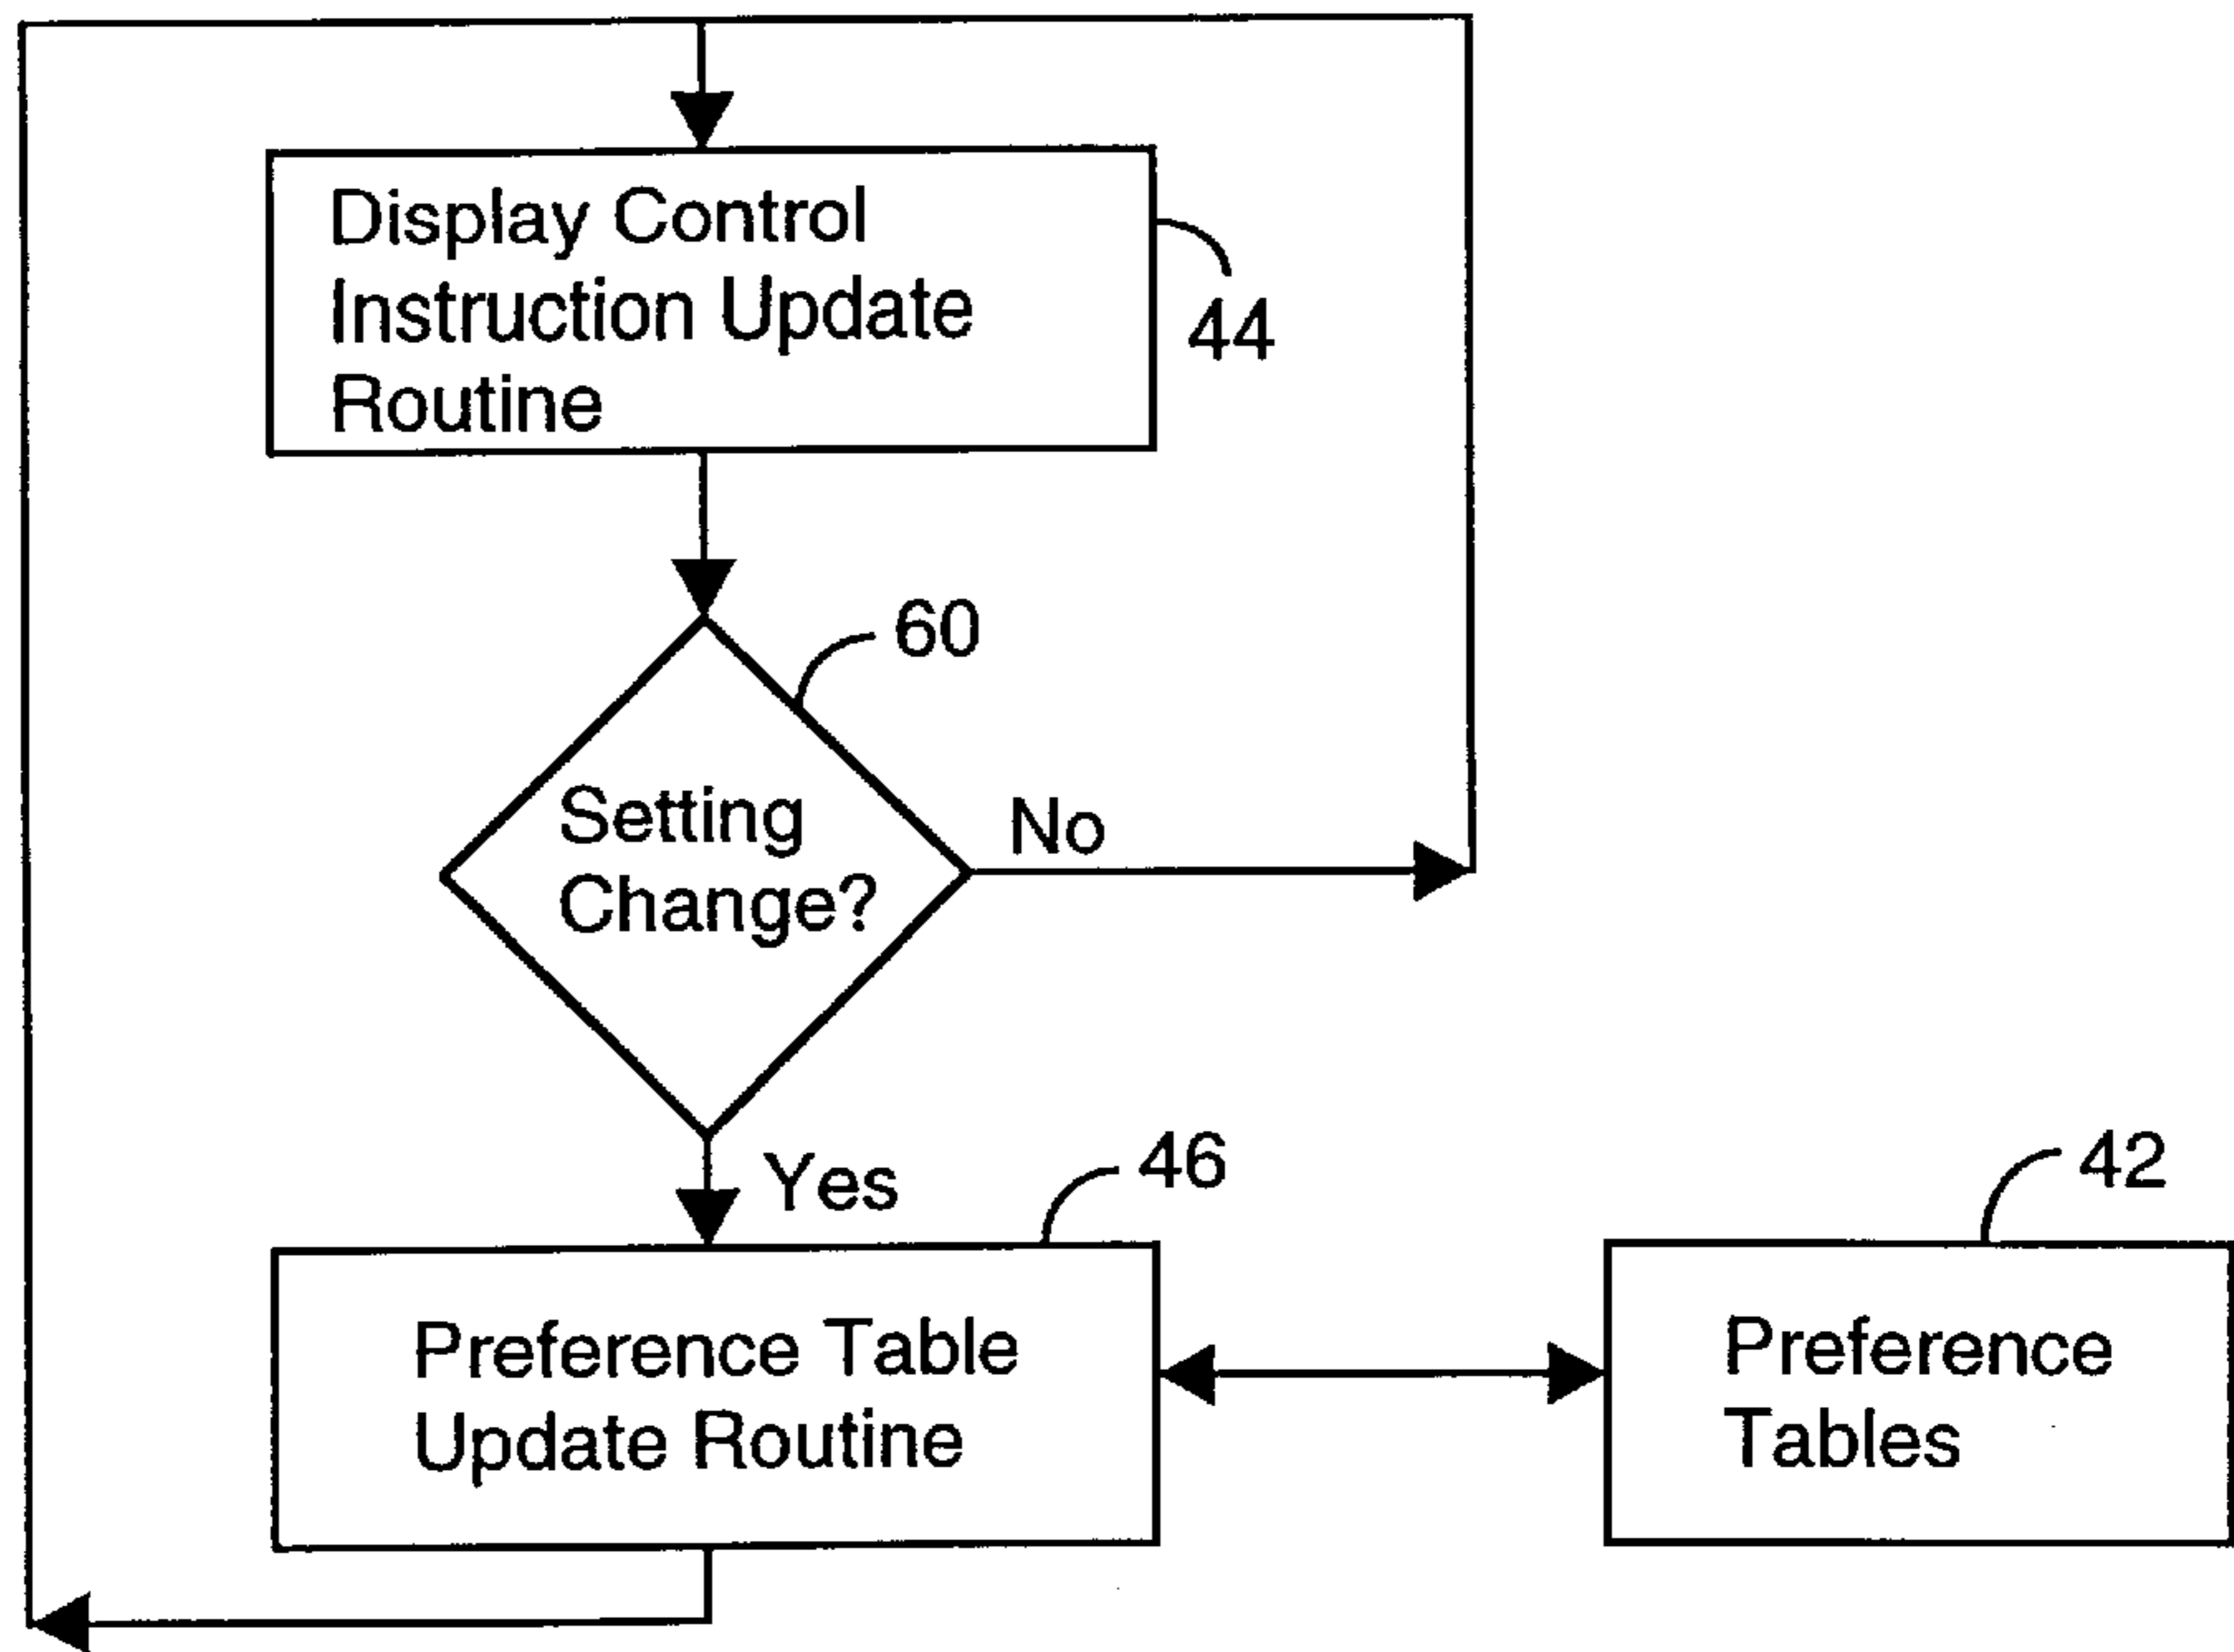 Display Control
Instruction Update
Routine
44
60
Setting
Change?
No
Yes
46
42
Preference Table
Update Routine
Preference
Tables